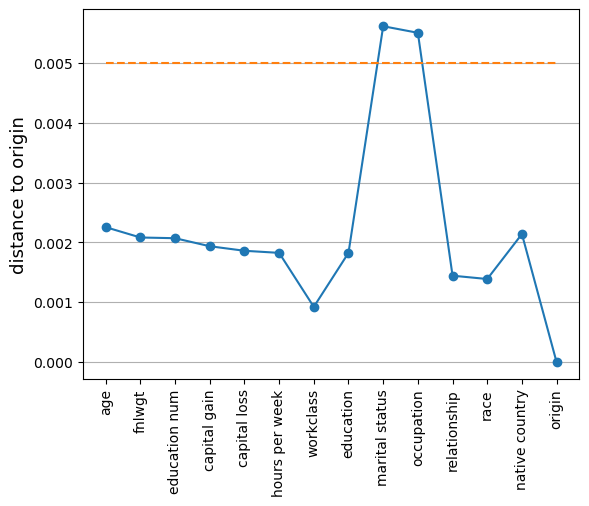 distance to origin
0.005
0.004
0.003
0.002
0.001
0.000
age
fnlwgt
education num
capital gain
capital loss
hours per week
workclass
education
marital status
occupation
relationship
race
native country
origin